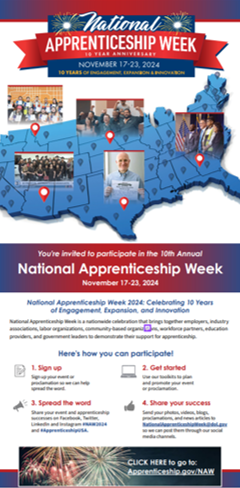 National
APPRENTICESHIP WEEK
10 YEAR ANNIVERSARY
NOVEMBER 17-23, 2024
10 YEARS OF ENGAGEMENT, EXPANSION & INNOVATION
You're invited to participate in the 10th Annual
National Apprenticeship Week
November 17-23, 2024
National Apprenticeship Week 2024: Celebrating 10 Years
of Engagement, Expansion, and Innovation
National Apprenticeship Week is a nationwide celebration that brings together employers, industry
associations, labor organizations, community-based organizations, workforce partners, education
providers, and government leaders to demonstrate their support for apprenticeship.
Here's how you can participate!
1. Sign up
Sign up your event or
proclamation so we can help
spread the word.
2. Get started
Use our toolkits to plan
and promote your event
or proclamation.
3. Spread the word
Share your event and apprenticeship
successes on Facebook, Twitter,
LinkedIn and Instagram #NAW2024
and #ApprenticeshipUSA.
4. Share your success
Send your photos, videos, blogs,
proclamations, and news articles to
NationalApprenticeshipWeek@dol.gov
so we can post them through our social
media channels.
CLICK HERE to go to:
Apprenticeship.gov/NAW